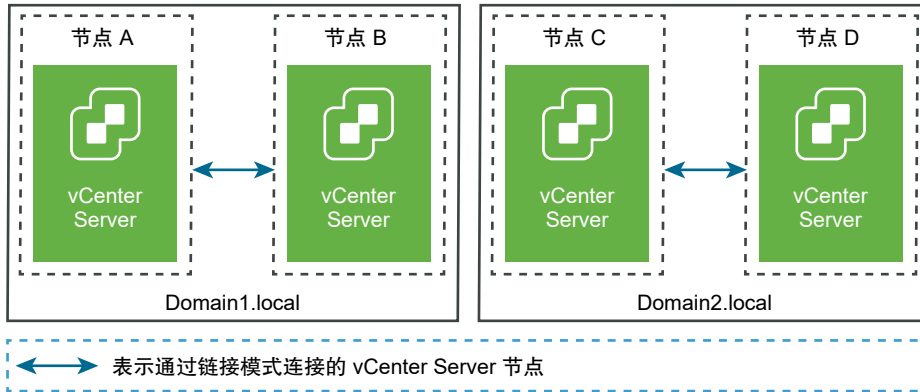 节点 A 节点 B 节点 C 节点 D
vCenter Server vCenter Server vCenter Server vCenter Server
Domain1.local Domain2.local
表示通过链接模式连接的 vCenter Server 节点